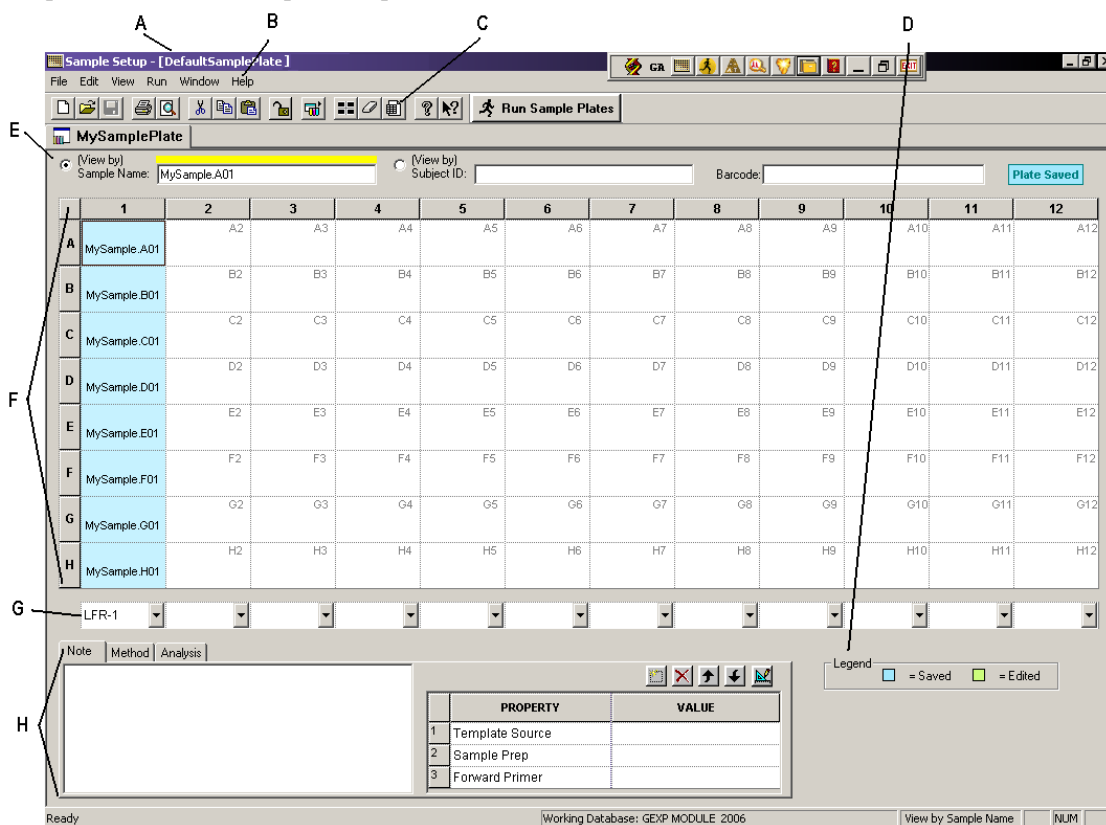 A B C D
Sample Setup - [DefaultSamplePlate]
GA EXIT
File Edit View Run Window Help
Run Sample Plates
E
MySamplePlate
(View by)
Sample Name: MySample.A01
(View by)
Subject ID:
Barcode:
Plate Saved
1 2 3 4 5 6 7 8 9 10 11 12
A MySample.A01 A2 A3 A4 A5 A6 A7 A8 A9 A10 A11 A12
B MySample.B01 B2 B3 B4 B5 B6 B7 B8 B9 B10 B11 B12
C MySample.C01 C2 C3 C4 C5 C6 C7 C8 C9 C10 C11 C12
D MySample.D01 D2 D3 D4 D5 D6 D7 D8 D9 D10 D11 D12
F
E MySample.E01 E2 E3 E4 E5 E6 E7 E8 E9 E10 E11 E12
F MySample.F01 F2 F3 F4 F5 F6 F7 F8 F9 F10 F11 F12
G MySample.G01 G2 G3 G4 G5 G6 G7 G8 G9 G10 G11 G12
H MySample.H01 H2 H3 H4 H5 H6 H7 H8 H9 H10 H11 H12
G LFR-1
Note Method Analysis
Legend
= Saved = Edited
H
PROPERTY VALUE
1 Template Source
2 Sample Prep
3 Forward Primer
Ready Working Database: GEXP MODULE 2006 View by Sample Name NUM